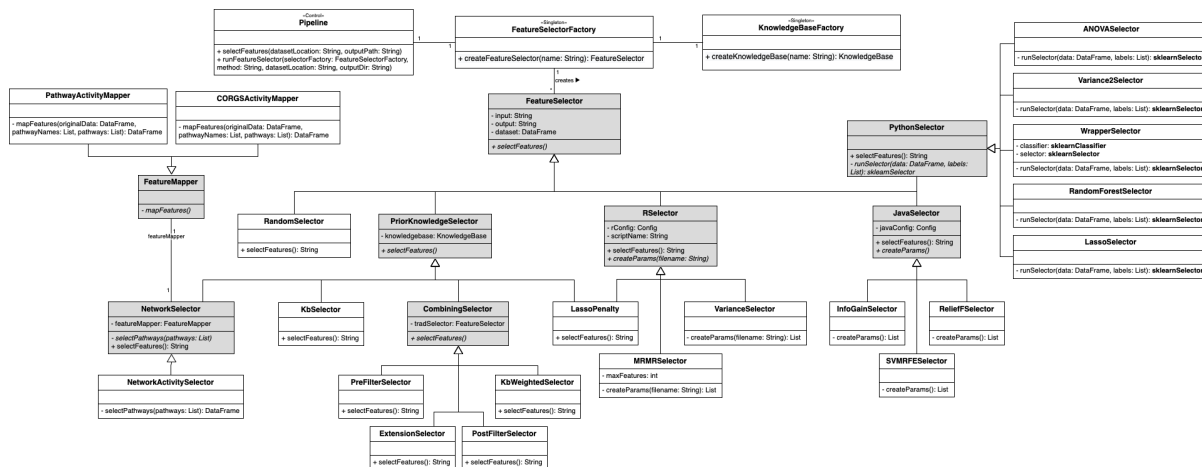 «Control»
Pipeline
+ selectFeatures(datasetLocation: String, outputPath: String)
+ runFeatureSelector(selectorFactory: FeatureSelectorFactory,
method: String, datasetLocation: String, outputDir: String)
1
1
«Singleton»
FeatureSelectorFactory
+ createFeatureSelector(name: String): FeatureSelector
1
1
«Singleton»
KnowledgeBaseFactory
+ createKnowledgeBase(name: String): KnowledgeBase
1
creates ▶
*
FeatureSelector
- input: String
- output: String
- dataset: DataFrame
+ selectFeatures()
PathwayActivityMapper
- mapFeatures(originalData: DataFrame,
pathwayNames: List, pathways: List): DataFrame
CORGSActivityMapper
- mapFeatures(originalData: DataFrame,
pathwayNames: List, pathways: List): DataFrame
FeatureMapper
- mapFeatures()
1
featureMapper
1
PythonSelector
+ selectFeatures(): String
- runSelector(data: DataFrame, labels:
List): sklearnSelector
ANOVASelector
- runSelector(data: DataFrame, labels: List): sklearnSelector
Variance2Selector
- runSelector(data: DataFrame, labels: List): sklearnSelector
WrapperSelector
- classifier: sklearnClassifier
- selector: sklearnSelector
- runSelector(data: DataFrame, labels: List): sklearnSelector
RandomForestSelector
- runSelector(data: DataFrame, labels: List): sklearnSelector
LassoSelector
- runSelector(data: DataFrame, labels: List): sklearnSelector
RandomSelector
+ selectFeatures(): String
PriorKnowledgeSelector
- knowledgebase: KnowledgeBase
+ selectFeatures()
RSelector
- rConfig: Config
- scriptName: String
+ selectFeatures(): String
+ createParams(filename: String)
JavaSelector
- javaConfig: Config
+ selectFeatures(): String
+ createParams()
NetworkSelector
- featureMapper: FeatureMapper
- selectPathways(pathways: List)
+ selectFeatures(): String
KbSelector
+ selectFeatures(): String
CombiningSelector
- tradSelector: FeatureSelector
+ selectFeatures()
LassoPenalty
+ selectFeatures(): String
VarianceSelector
- createParams(filename: String): List
InfoGainSelector
- createParams(): List
ReliefFSelector
- createParams(): List
MRMRSelector
- maxFeatures: int
- createParams(filename: String): List
SVMRFESelector
- createParams(): List
NetworkActivitySelector
- selectPathways(pathways: List): DataFrame
PreFilterSelector
+ selectFeatures(): String
KbWeightedSelector
+ selectFeatures(): String
ExtensionSelector
+ selectFeatures(): String
PostFilterSelector
+ selectFeatures(): String